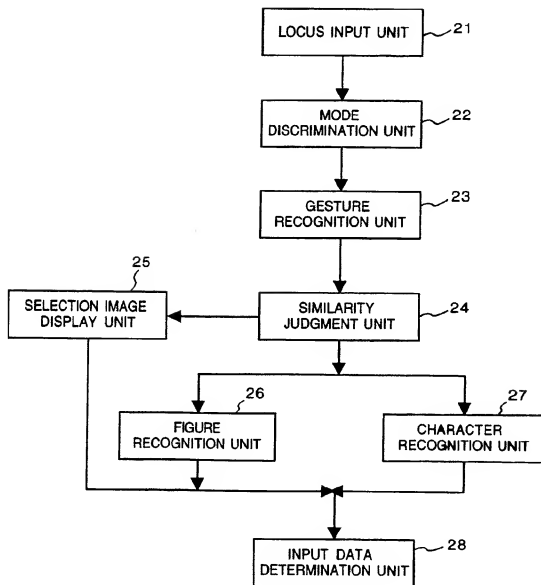 LOCUS INPUT UNIT
21
MODE
DISCRIMINATION UNIT
22
GESTURE
RECOGNITION UNIT
23
25
SELECTION IMAGE
DISPLAY UNIT
SIMILARITY
JUDGMENT UNIT
24
26
FIGURE
RECOGNITION UNIT
27
CHARACTER
RECOGNITION UNIT
INPUT DATA
DETERMINATION UNIT
28